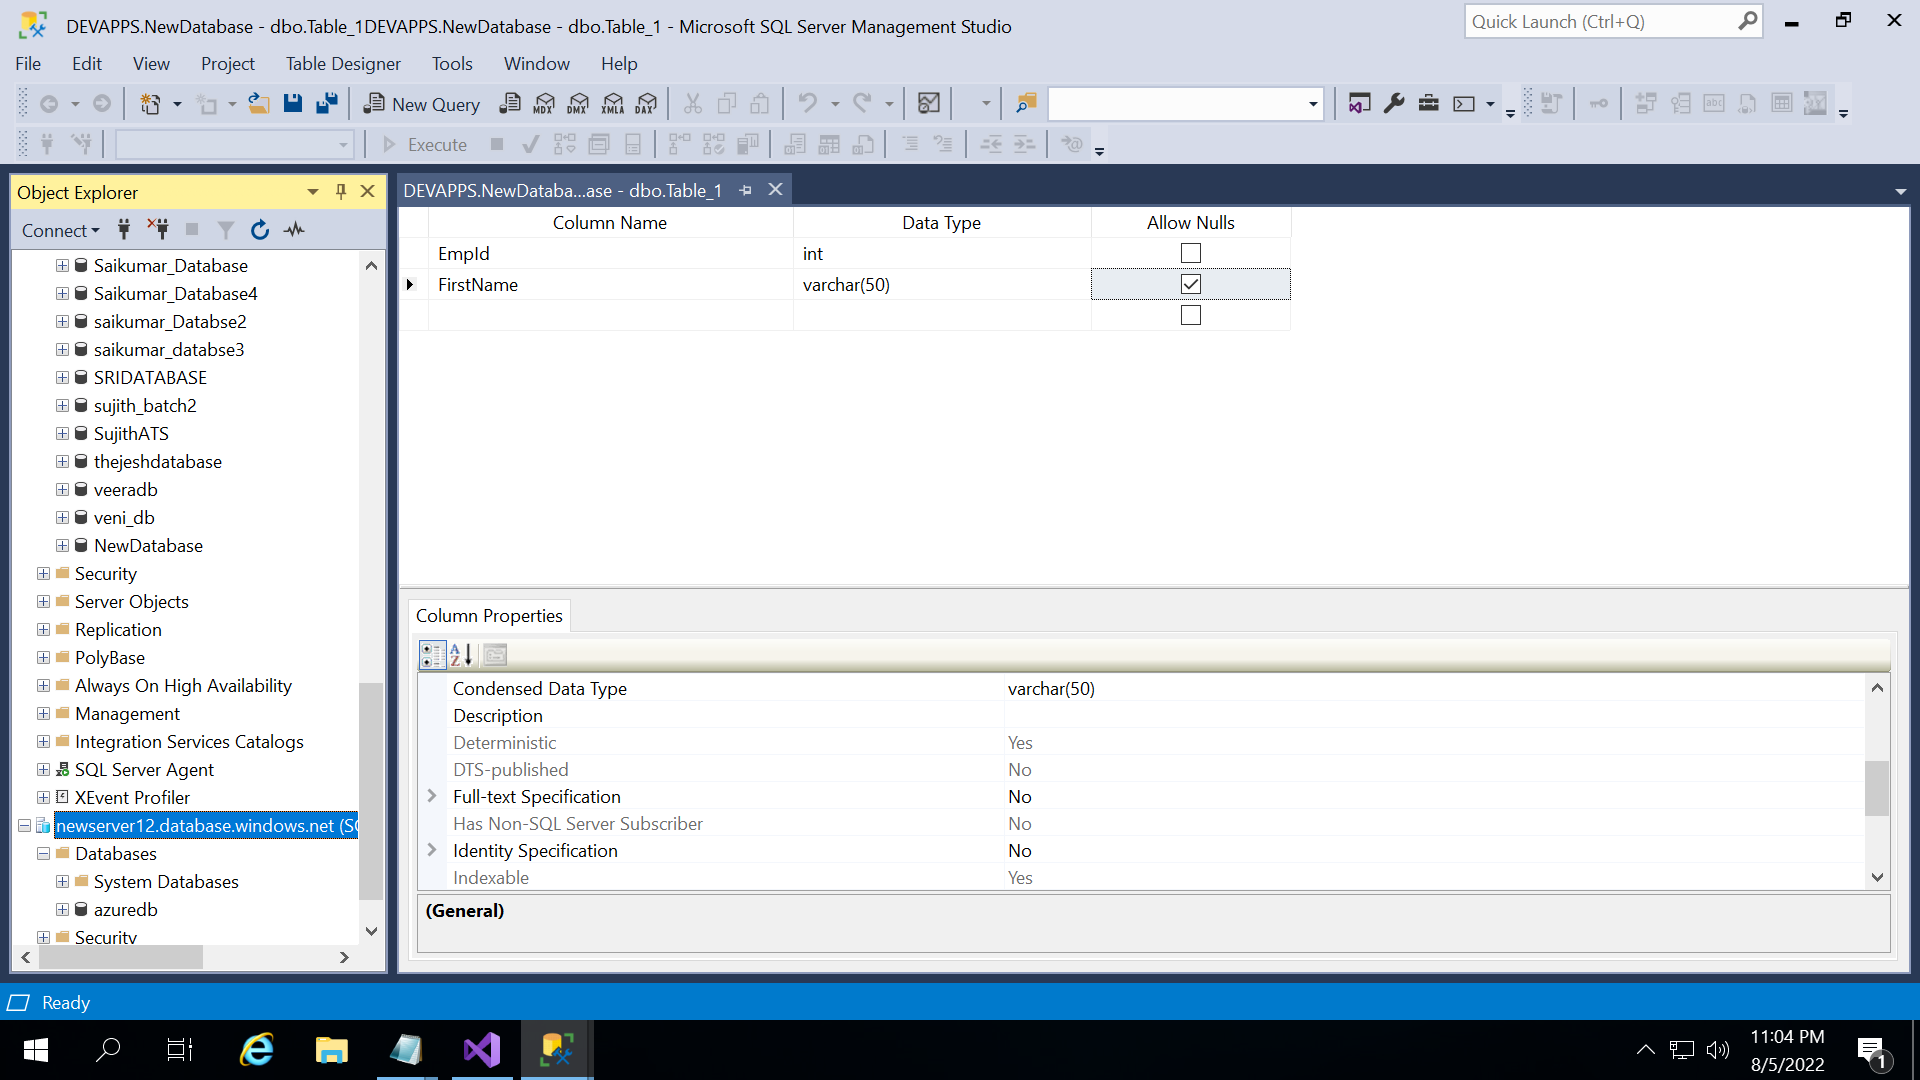 DEVAPPS.NewDatabase - dbo.Table_1DEVAPPS.NewDatabase - dbo.Table_1 - Microsoft SQL Server Management Studio
Quick Launch (Ctrl+Q)
File Edit View Project Table Designer Tools Window Help
New Query MDX DMX XMLA DAX abc
Execute
Object Explorer
Connect
Saikumar_Database
Saikumar_Database4
saikumar_Databse2
saikumar_databse3
SRIDATABASE
sujith_batch2
SujithATS
thejeshdatabase
veeradb
veni_db
NewDatabase
Security
Server Objects
Replication
PolyBase
Always On High Availability
Management
Integration Services Catalogs
SQL Server Agent
XEvent Profiler
newserver12.database.windows.net (SQ
Databases
System Databases
azuredb
Security
DEVAPPS.NewDataba...ase - dbo.Table_1
Column Name Data Type Allow Nulls
EmpId int
FirstName varchar(50)
Column Properties
A
Z
Condensed Data Type varchar(50)
Description
Deterministic Yes
DTS-published No
Full-text Specification No
Has Non-SQL Server Subscriber No
Identity Specification No
Indexable Yes
(General)
Ready
11:04 PM
8/5/2022
1